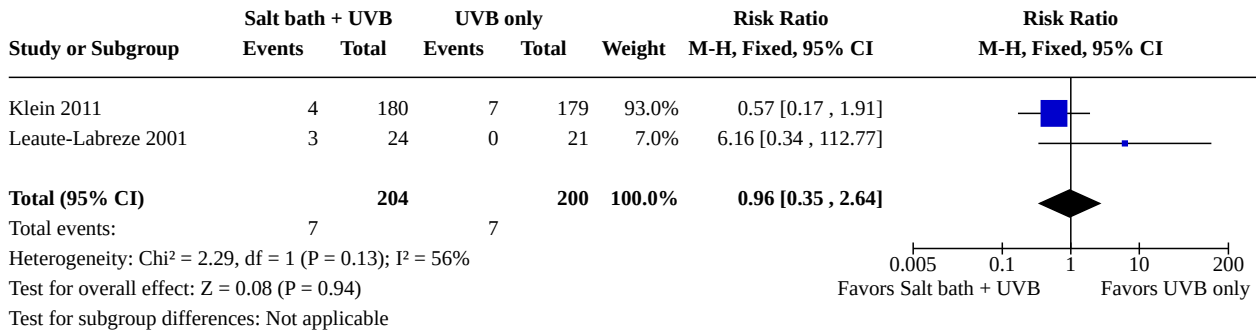 Salt bath + UVB UVB only Risk Ratio Risk Ratio
Study or Subgroup Events Total Events Total Weight M-H, Fixed, 95% CI M-H, Fixed, 95% CI
Klein 2011 4 180 7 179 93.0% 0.57 [0.17 , 1.91]
Leaute-Labreze 2001 3 24 0 21 7.0% 6.16 [0.34 , 112.77]
Total (95% CI) 204 200 100.0% 0.96 [0.35 , 2.64]
Total events: 7 7
Heterogeneity: Chi² = 2.29, df = 1 (P = 0.13); I² = 56%
0.005 0.1 1 10 200
Test for overall effect: Z = 0.08 (P = 0.94) Favors Salt bath + UVB Favors UVB only
Test for subgroup differences: Not applicable